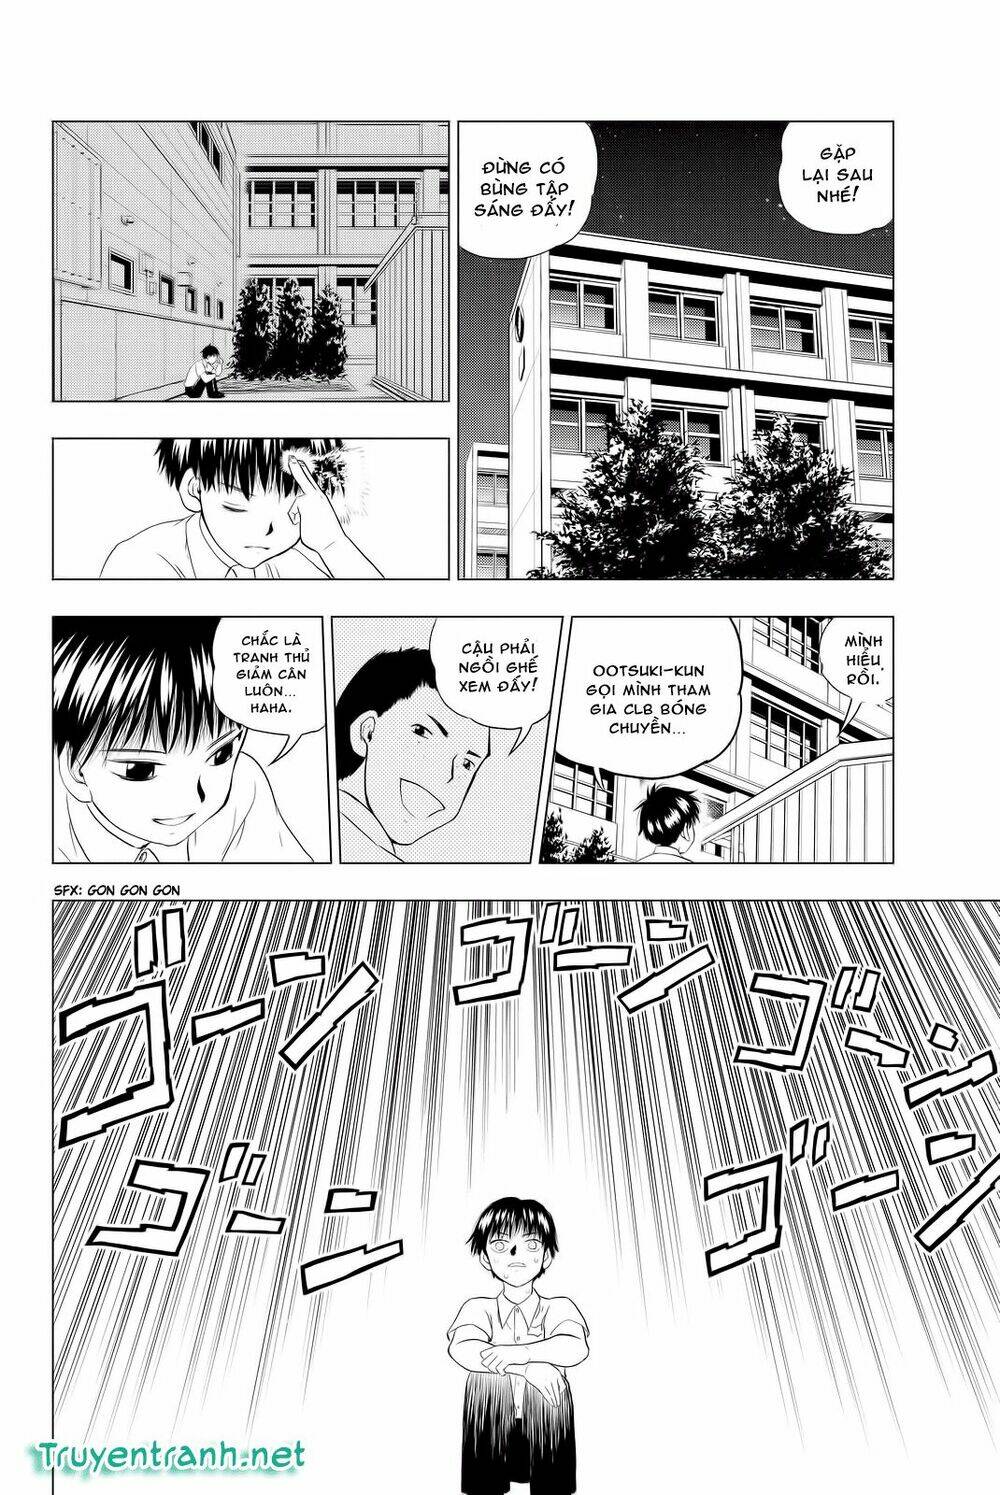 GẶP
LẠI SAU
NHÉ!
ĐỪNG CÓ
BÙNG TẬP
SÁNG ĐẤY!
MÌNH
HIỂU
RỒI.
OOTSUKI-KUN
GỌI MÌNH THAM
GIA CLB BÓNG
CHUYỀN...
CẬU PHẢI
NGỒI GHẾ
XEM ĐẤY!
CHẮC LÀ
TRANH THỦ
GIẢM CÂN
LUÔN...
HAHA.
SFX: GON GON GON
ゴーン
ゴーン
ゴーン
ゴーン
ゴーン
Truyentranh.net